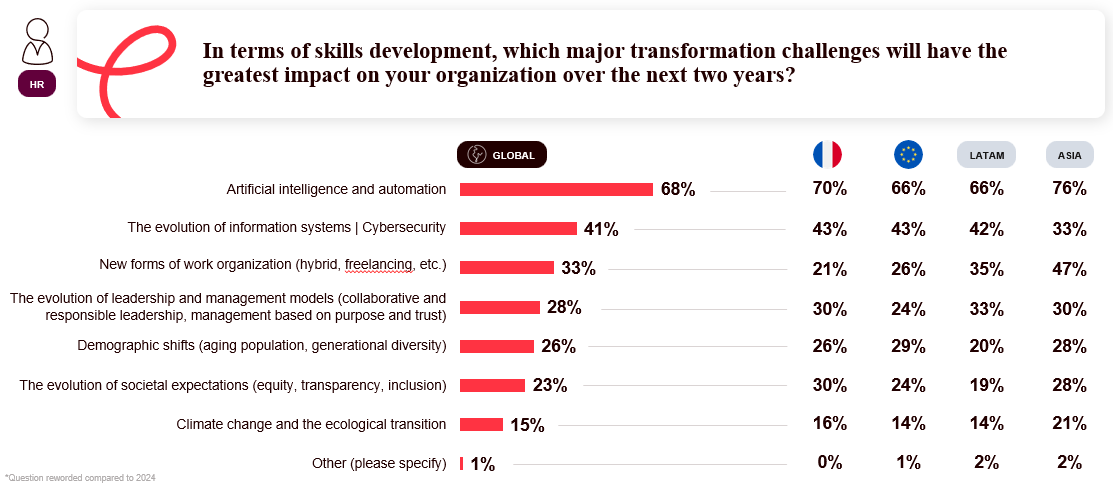 In terms of skills development, which major transformation challenges will have the
greatest impact on your organization over the next two years?
HR
GLOBAL
LATAM
ASIA
Artificial intelligence and automation 68% 70% 66% 66% 76%
The evolution of information systems | Cybersecurity 41% 43% 43% 42% 33%
New forms of work organization (hybrid, freelancing, etc.) 33% 21% 26% 35% 47%
The evolution of leadership and management models (collaborative and
responsible leadership, management based on purpose and trust) 28% 30% 24% 33% 30%
Demographic shifts (aging population, generational diversity) 26% 26% 29% 20% 28%
The evolution of societal expectations (equity, transparency, inclusion) 23% 30% 24% 19% 28%
Climate change and the ecological transition 15% 16% 14% 14% 21%
Other (please specify) 1% 0% 1% 2% 2%
*Question reworded compared to 2024